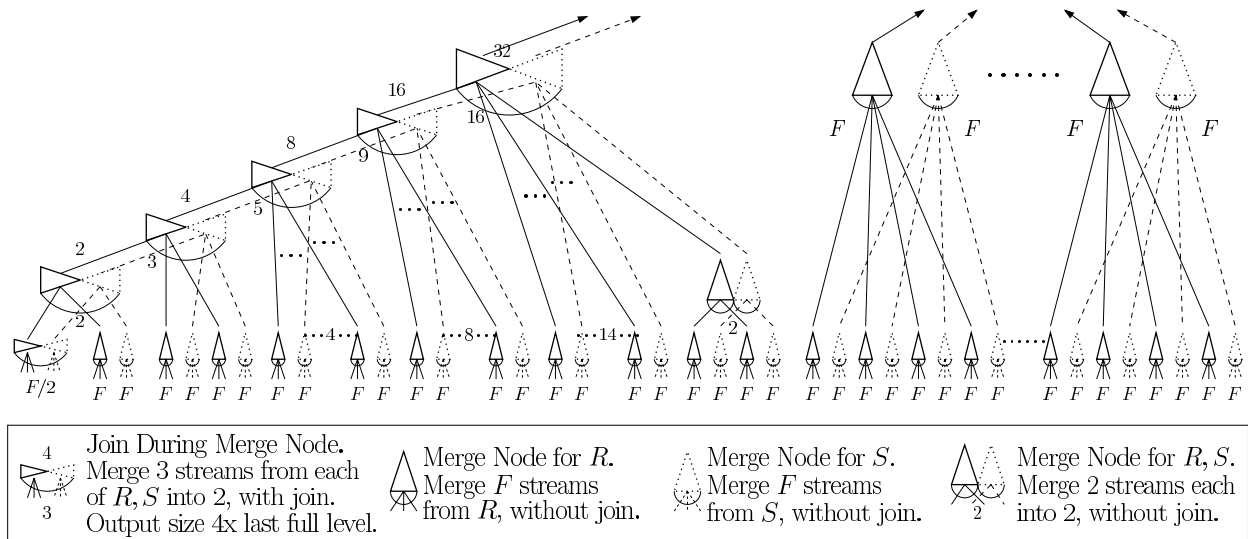 32
16
16
8
9
4
5
2
3
2
2
4
8
14
F/2
F F F F F F F F F F F F F F F F F F F F
F F F F
F F F F F F F F F F F F F F F F
4
3
Join During Merge Node.
Merge 3 streams from each
of R, S into 2, with join.
Output size 4x last full level.
Merge Node for R.
Merge F streams
from R, without join.
Merge Node for S.
Merge F streams
from S, without join.
2
Merge Node for R, S.
Merge 2 streams each
into 2, without join.